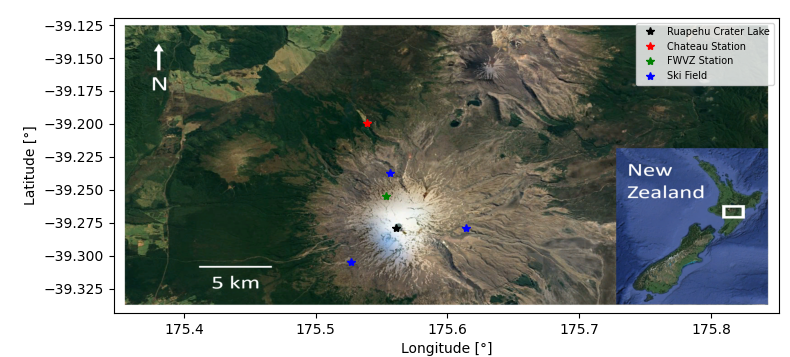 −39.125
−39.150
−39.175
−39.200
−39.225
−39.250
−39.275
−39.300
−39.325
Latitude [°]
N
Ruapehu Crater Lake
Chateau Station
FWVZ Station
Ski Field
New
Zealand
5 km
175.4
175.5
175.6
175.7
175.8
Longitude [°]